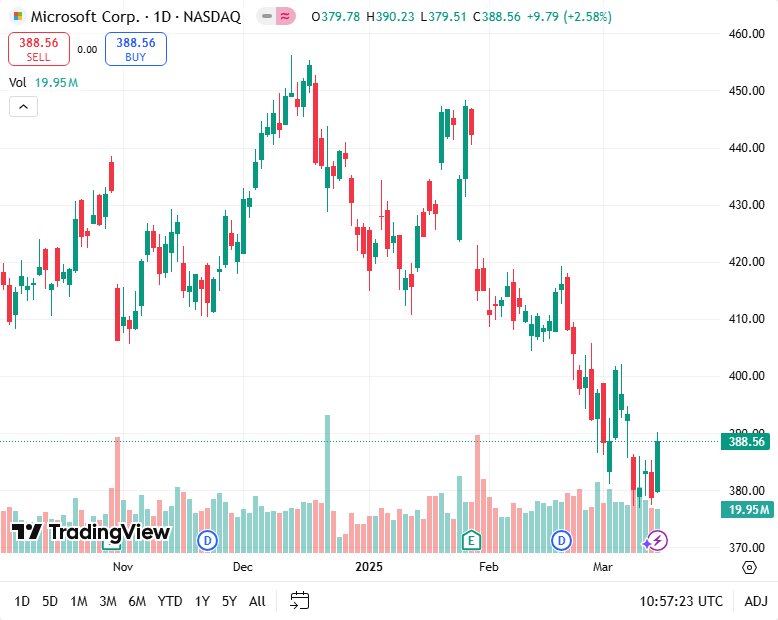 Microsoft Corp. · 1D · NASDAQ O379.78 H390.23 L379.51 C388.56 +9.79 (+2.58%)
388.56 SELL 0.00 388.56 BUY
Vol 19.95M
460.00
450.00
440.00
430.00
420.00
410.00
400.00
390.00
388.56
380.00
19.95M
370.00
TradingView
D E D
Nov Dec 2025 Feb Mar
1D 5D 1M 3M 6M YTD 1Y 5Y All 10:57:23 UTC ADJ